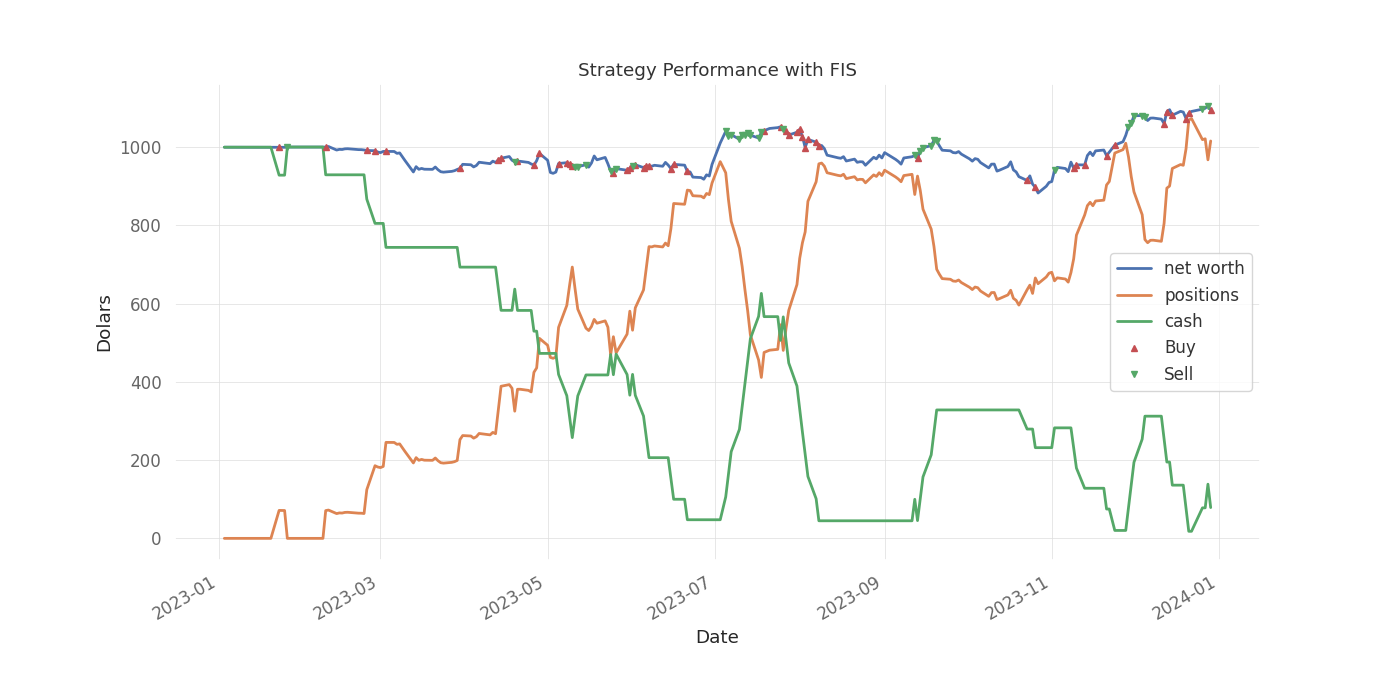 Strategy Performance with FIS
Dolars
1000
800
600
400
200
0
net worth
positions
cash
Buy
Sell
2023-01
2023-03
2023-05
2023-07
2023-09
2023-11
2024-01
Date